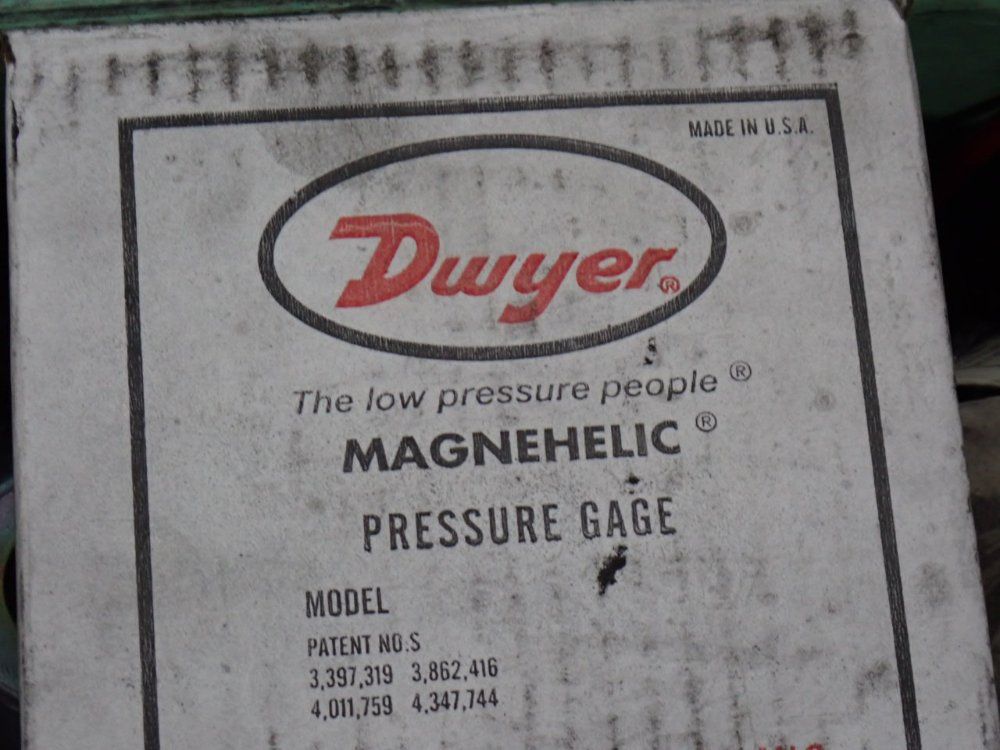 MADE IN U.S.A.
Dwyer®
The low pressure people®
MAGNEHELIC®
PRESSURE GAGE
MODEL
PATENT NO.S
3,397,319 3,862,416
4,011,759 4,347,744